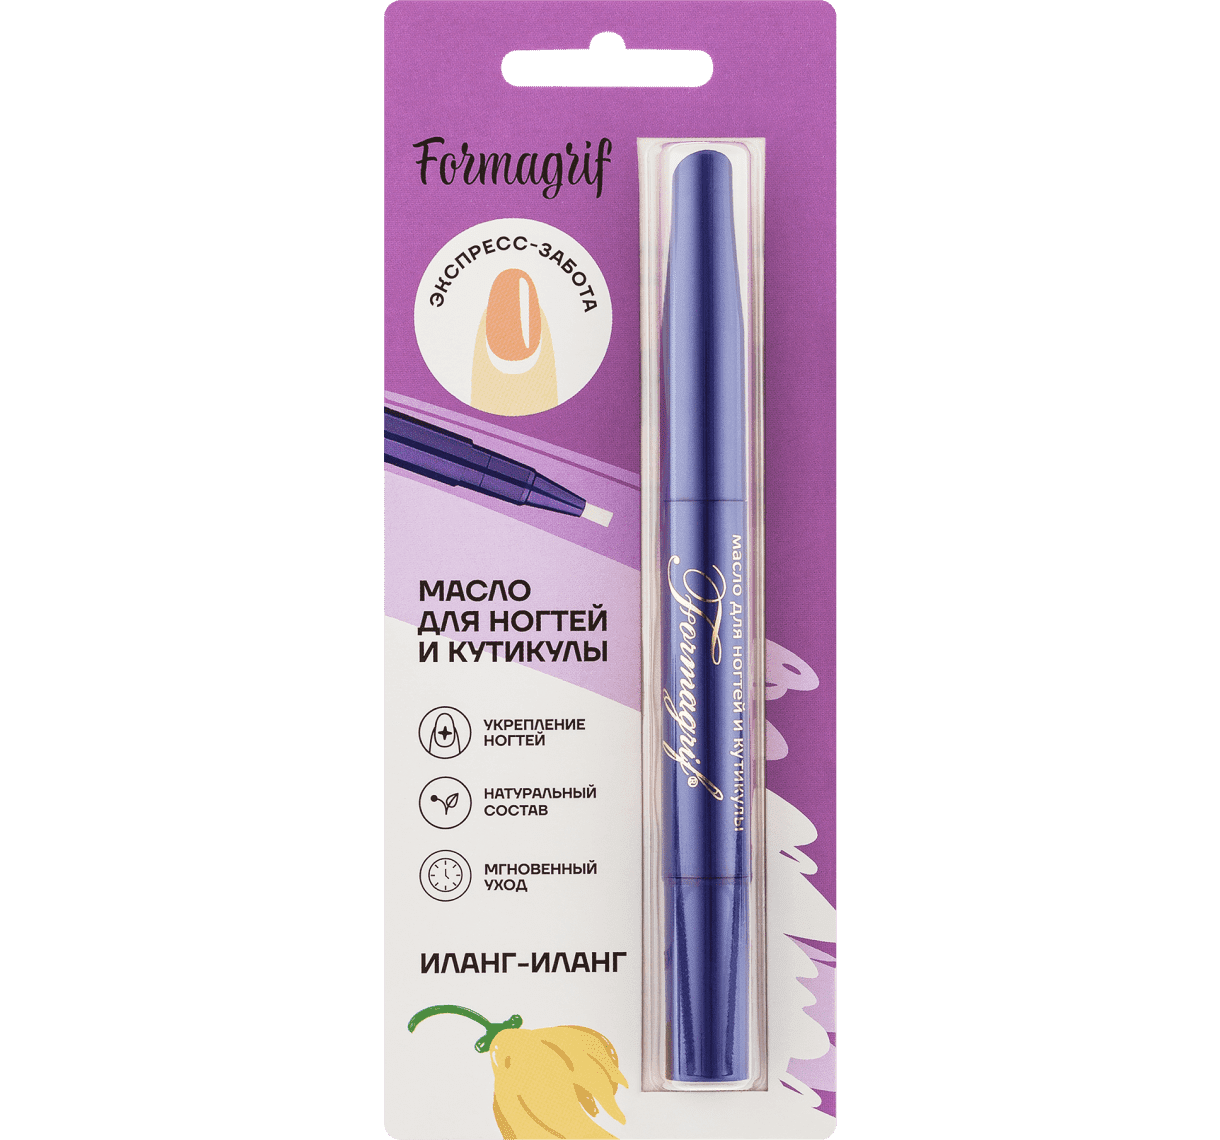 Formagrif
ЭКСПРЕСС-ЗАБОТА
МАСЛО
ДЛЯ НОГТЕЙ
И КУТИКУЛЫ
УКРЕПЛЕНИЕ
НОГТЕЙ
НАТУРАЛЬНЫЙ
СОСТАВ
МГНОВЕННЫЙ
УХОД
ИЛАНГ-ИЛАНГ
масло для ногтей и кутикулы
Formagrif®